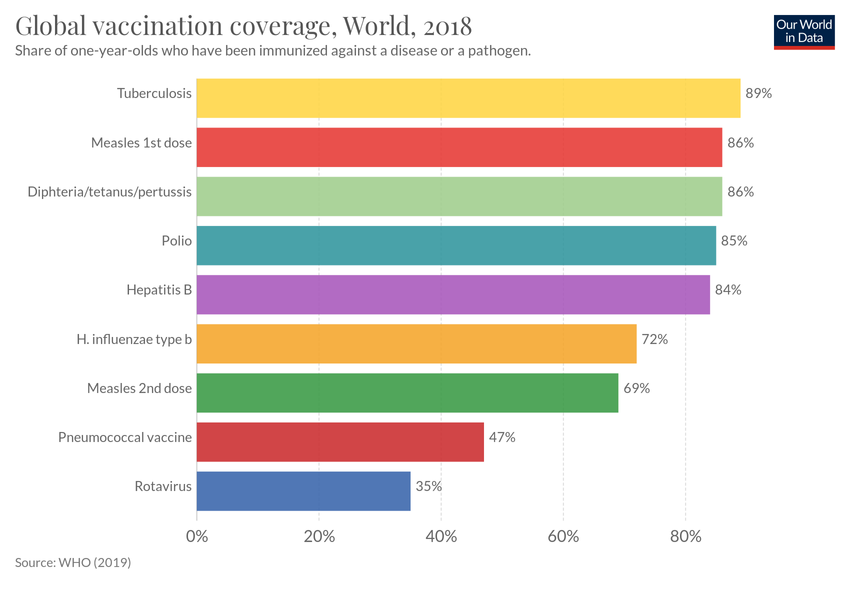 Global vaccination coverage, World, 2018
Share of one-year-olds who have been immunized against a disease or a pathogen.
Our World
in Data
Tuberculosis 89%
Measles 1st dose 86%
Diphteria/tetanus/pertussis 86%
Polio 85%
Hepatitis B 84%
H. influenzae type b 72%
Measles 2nd dose 69%
Pneumococcal vaccine 47%
Rotavirus 35%
0% 20% 40% 60% 80%
Source: WHO (2019)